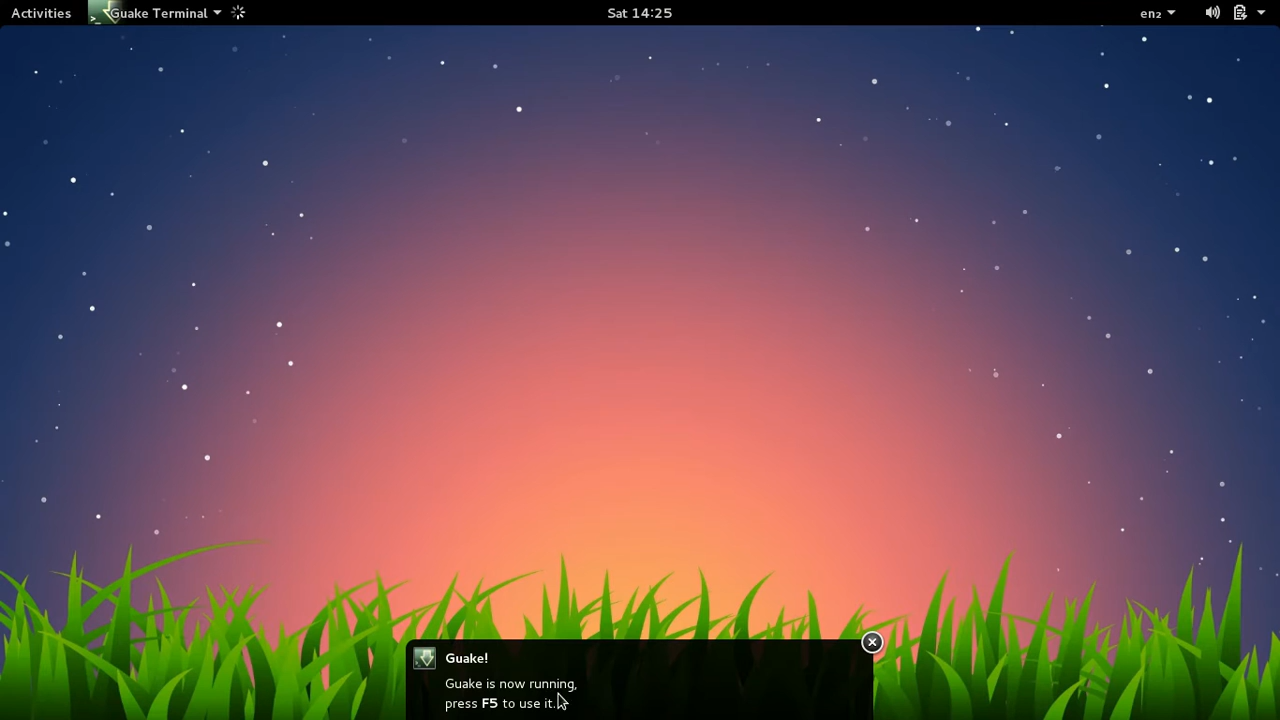 Activities Guake Terminal Sat 14:25 en₂
Guake!
Guake is now running,
press F5 to use it.